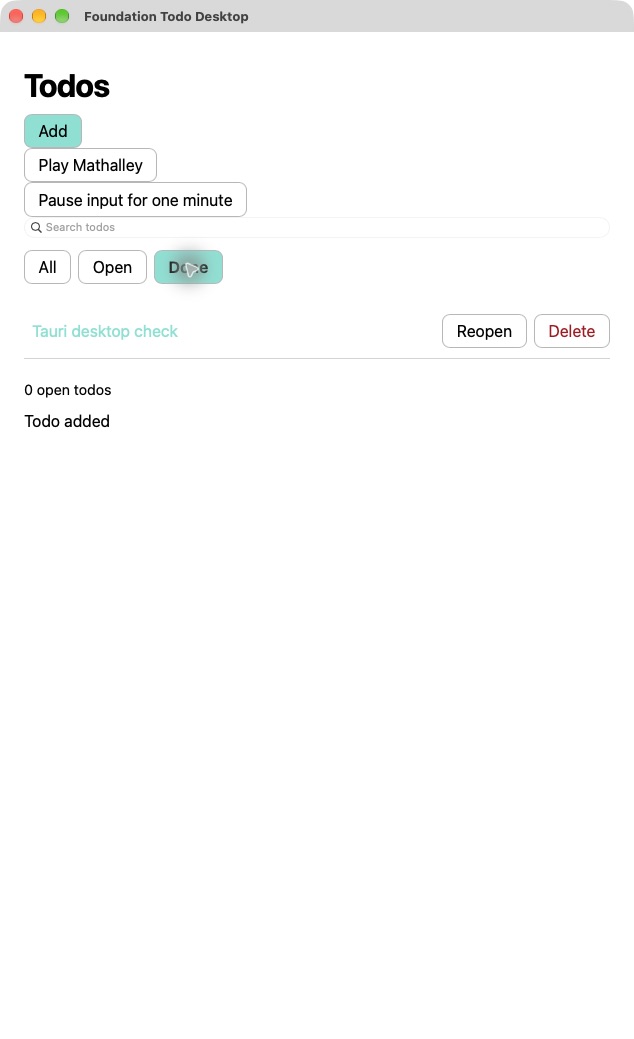 Foundation Todo Desktop
Todos
Add
Play Mathalley
Pause input for one minute
Search todos
All Open Done
Tauri desktop check Reopen Delete
0 open todos
Todo added